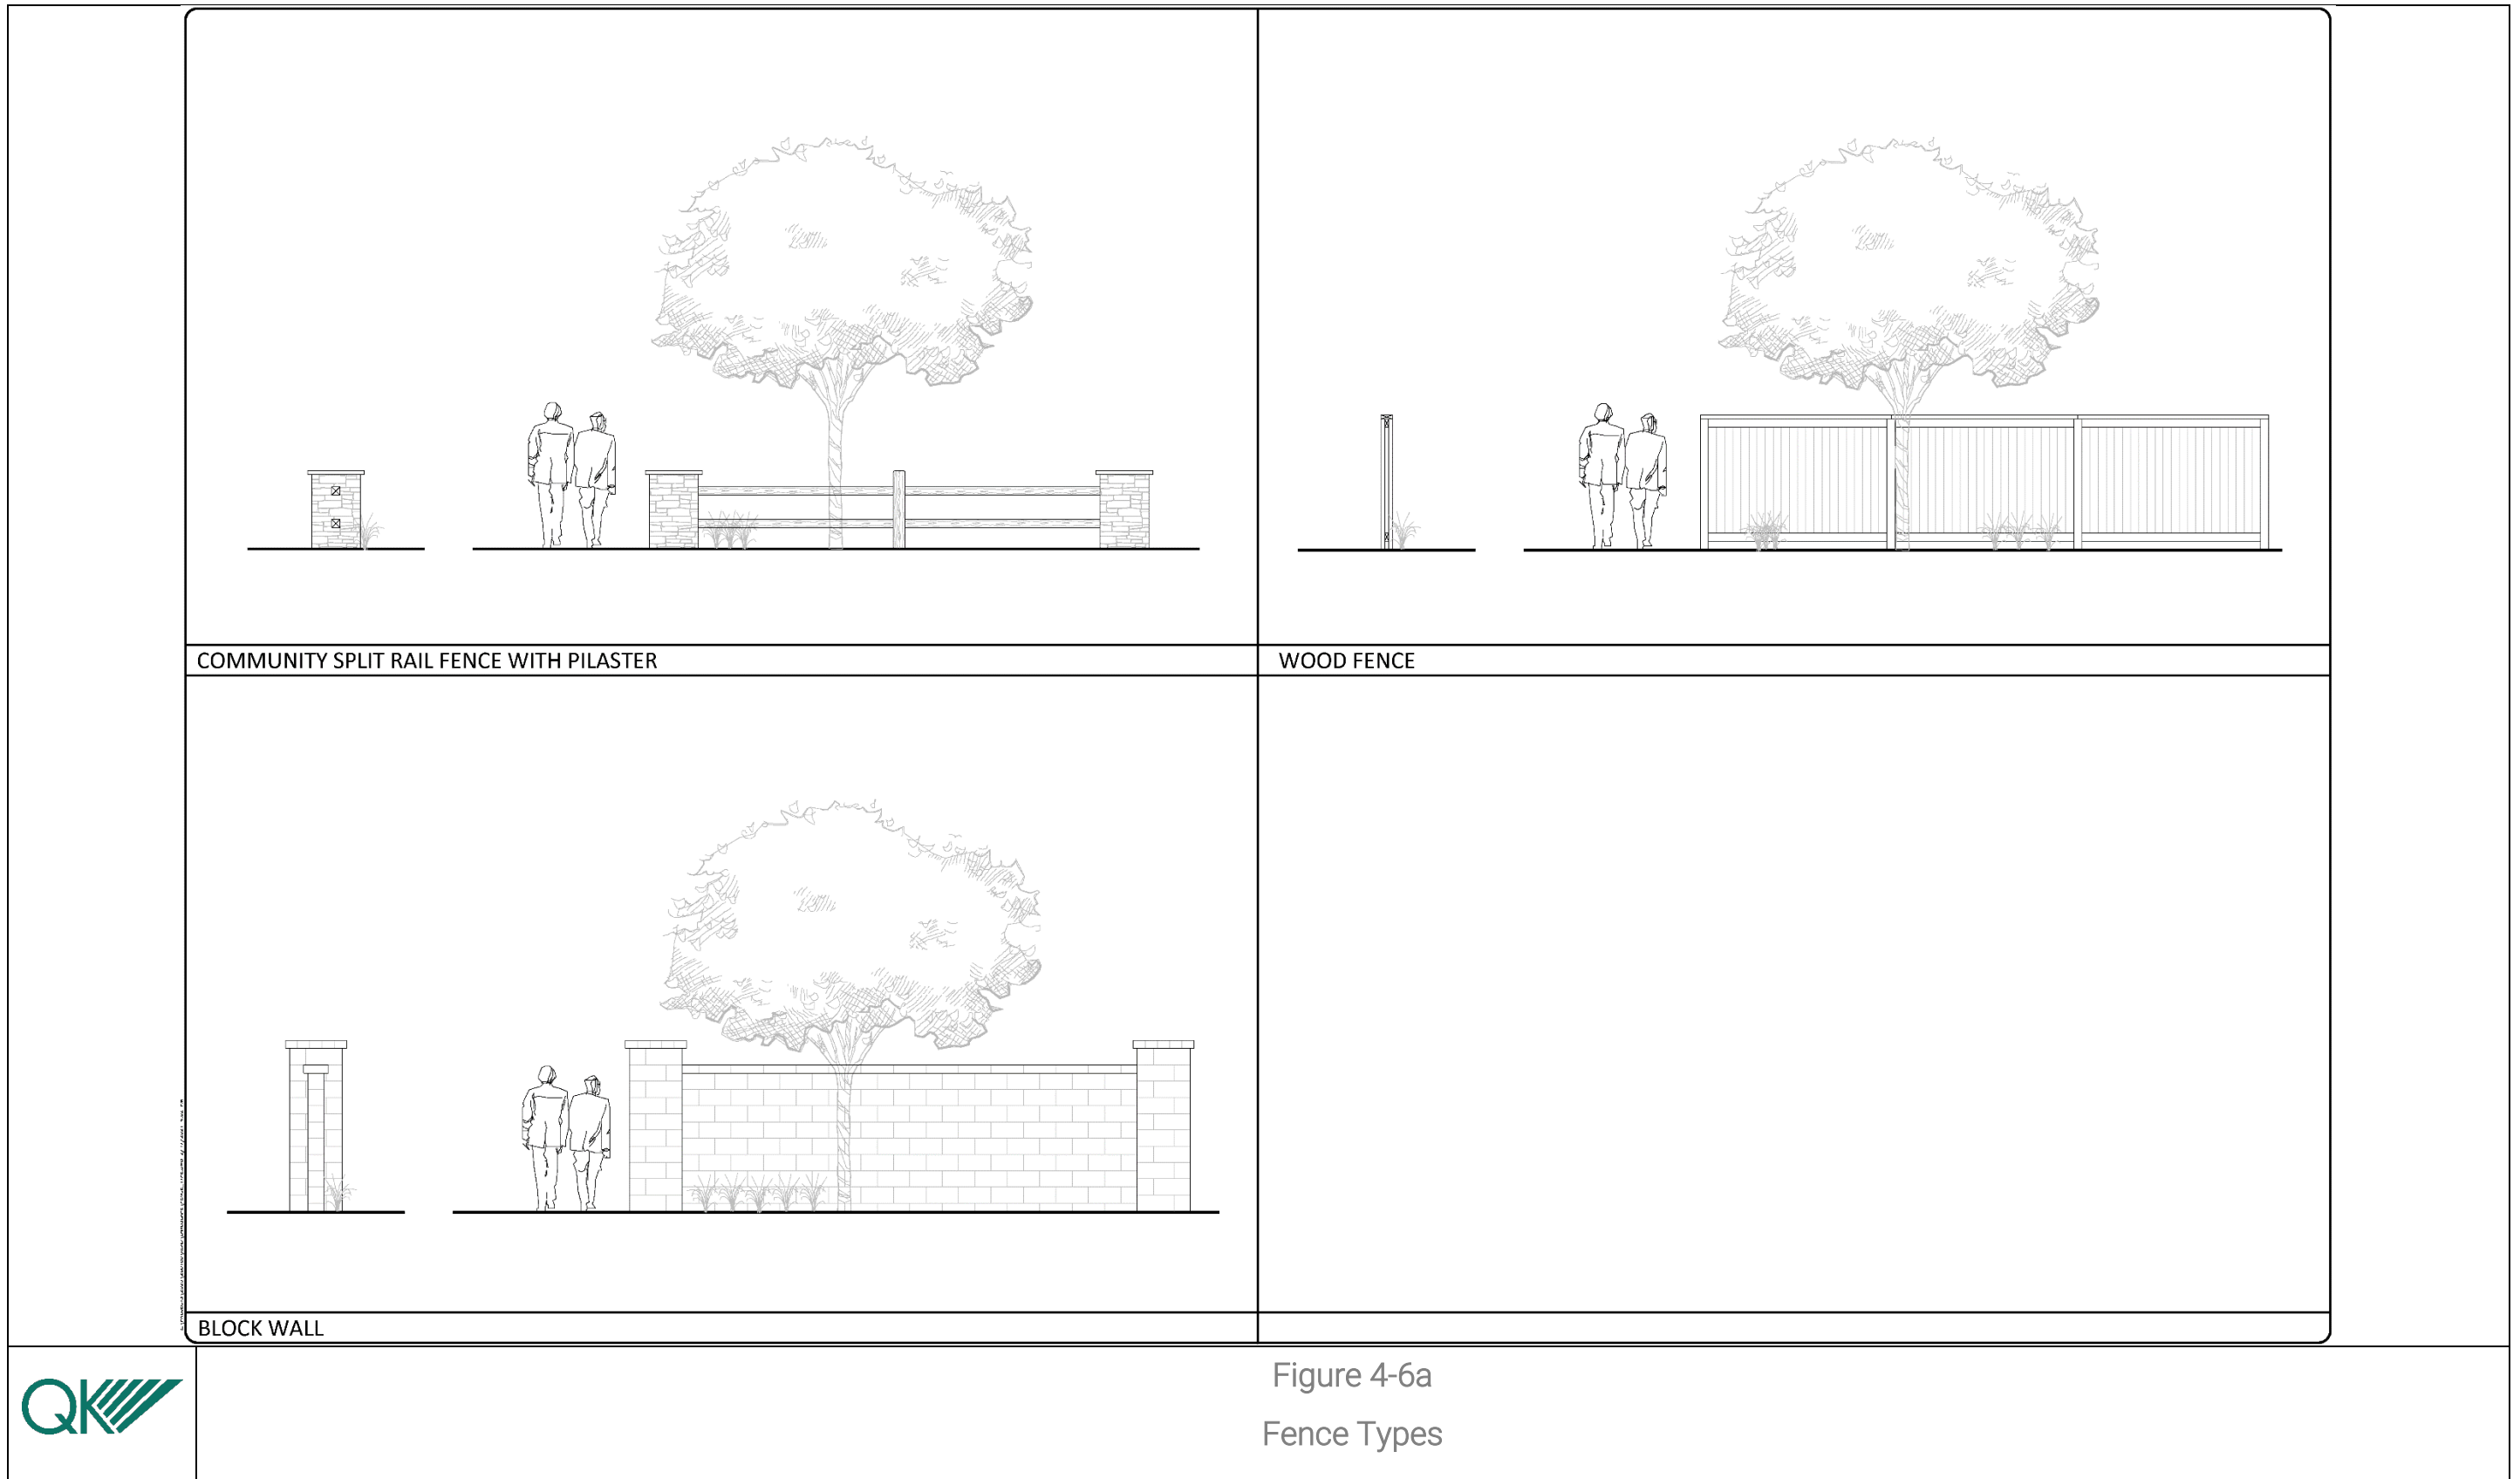 COMMUNITY SPLIT RAIL FENCE WITH PILASTER
WOOD FENCE
BLOCK WALL
QK
Figure 4-6a
Fence Types